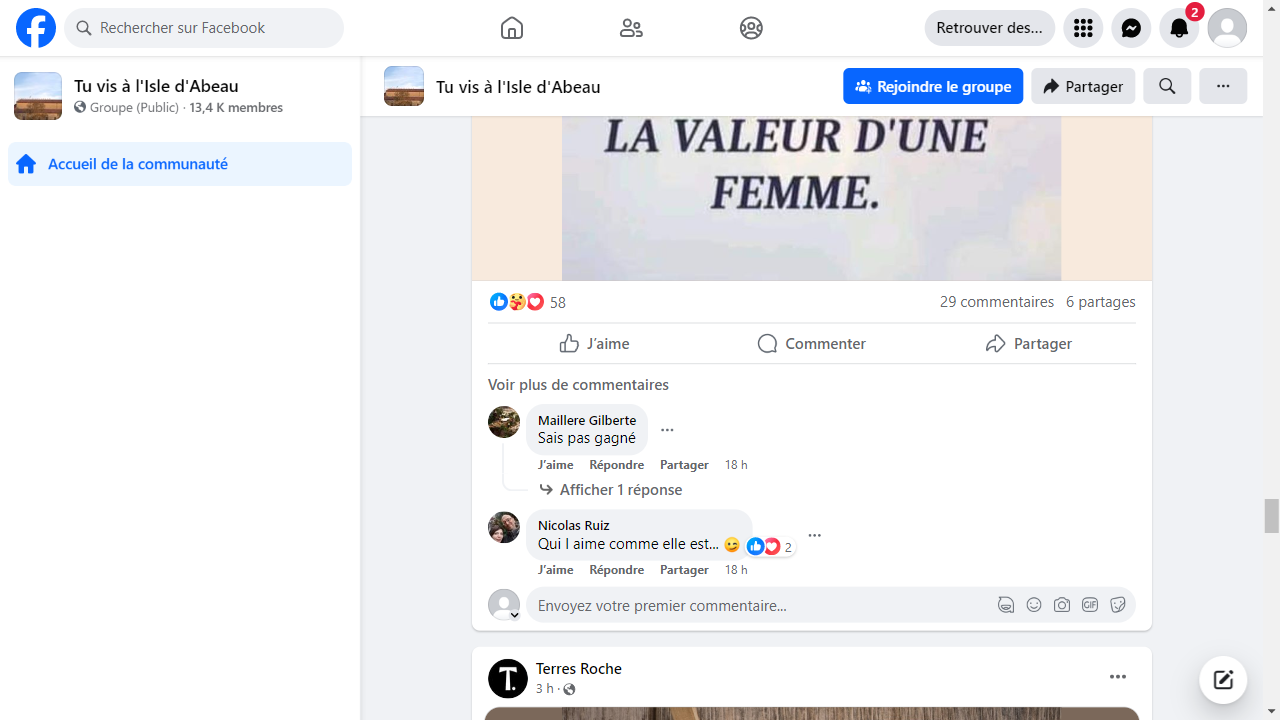 Rechercher sur Facebook
Retrouver des...
2
Tu vis à l'Isle d'Abeau
Groupe (Public) · 13,4 K membres
Accueil de la communauté
Tu vis à l'Isle d'Abeau
Rejoindre le groupe
Partager
LA VALEUR D'UNE
FEMME.
58
29 commentaires 6 partages
J’aime
Commenter
Partager
Voir plus de commentaires
Maillere Gilberte
Sais pas gagné
J’aime Répondre Partager 18 h
Afficher 1 réponse
Nicolas Ruiz
Qui l aime comme elle est... 😉
2
J’aime Répondre Partager 18 h
Envoyez votre premier commentaire...
GIF
T.
Terres Roche
3 h ·